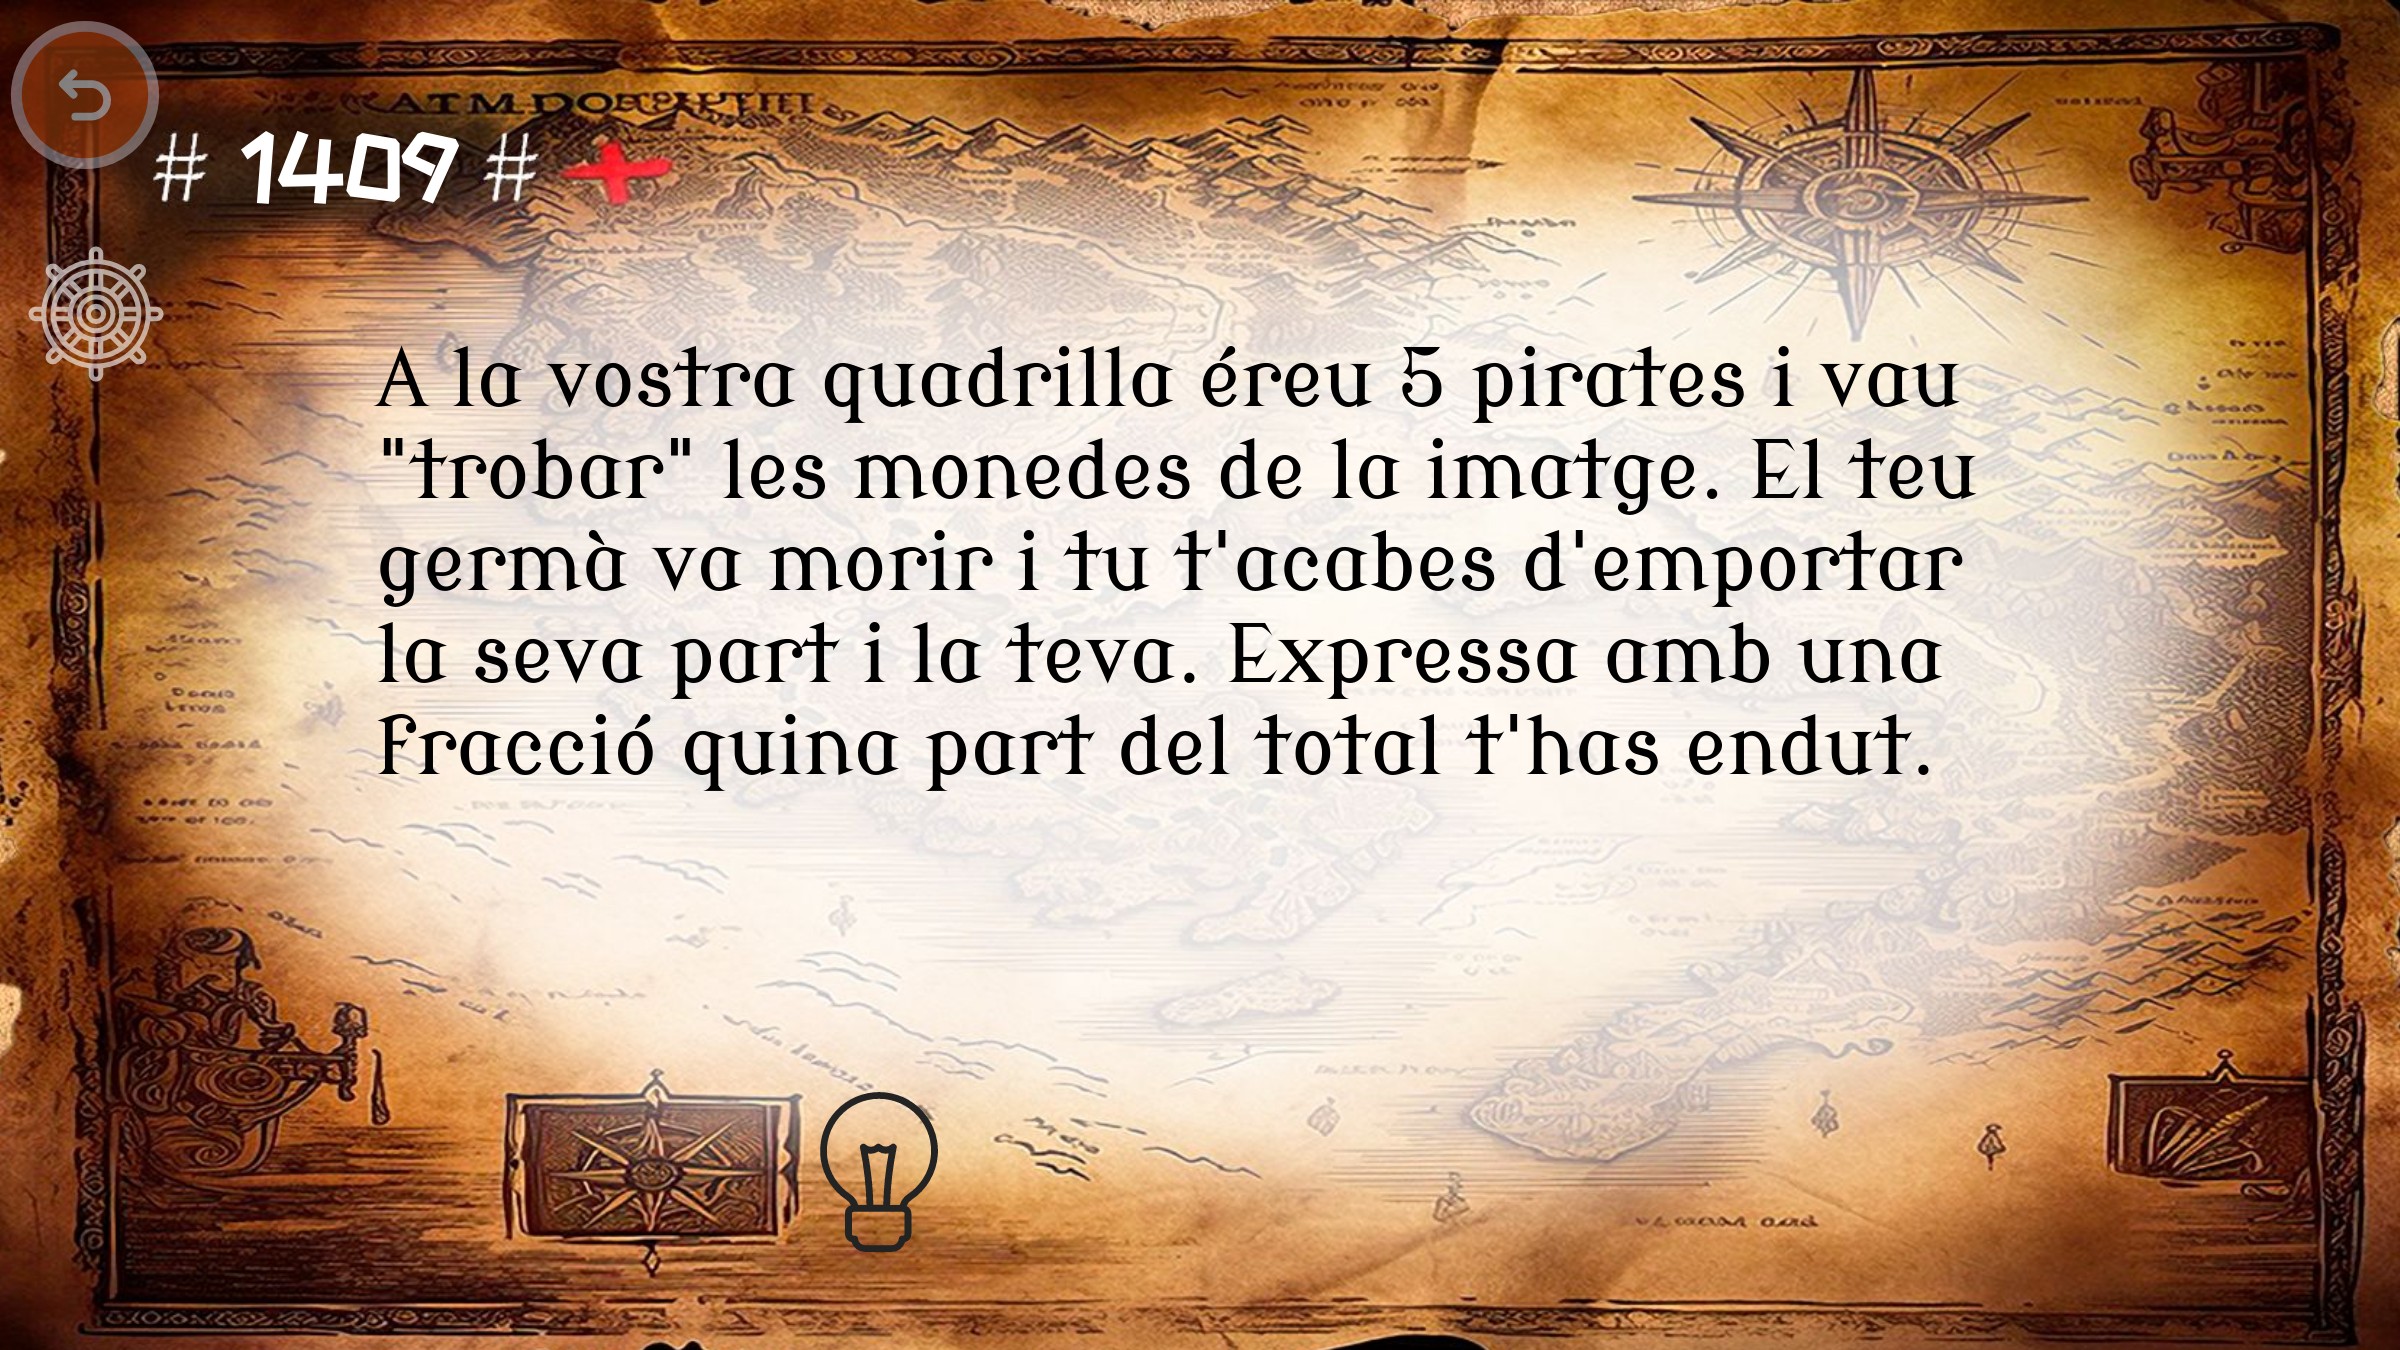 # 1409 #
A la vostra quadrilla éreu 5 pirates i vau
"trobar" les monedes de la imatge. El teu
germà va morir i tu t'acabes d'emportar
la seva part i la teva. Expressa amb una
fracció quina part del total t'has endut.